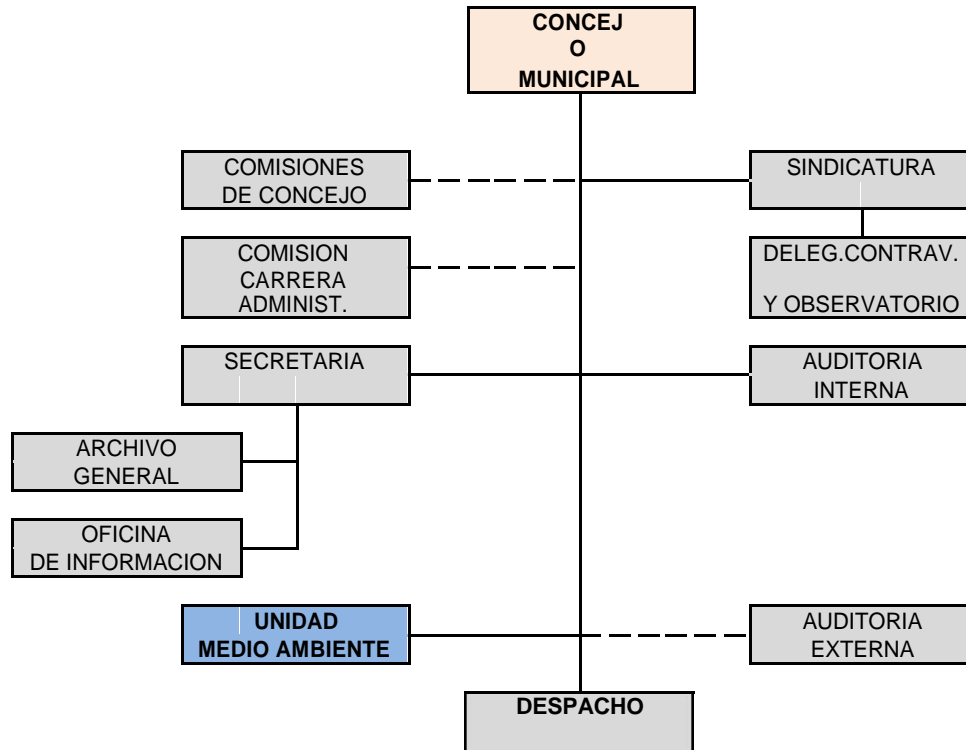 CONCEJ
O
MUNICIPAL
COMISIONES
DE CONCEJO
SINDICATURA
COMISION
CARRERA
ADMINIST.
DELEG.CONTRAV.
Y OBSERVATORIO
SECRETARIA
AUDITORIA
INTERNA
ARCHIVO
GENERAL
OFICINA
DE INFORMACION
UNIDAD
MEDIO AMBIENTE
AUDITORIA
EXTERNA
DESPACHO